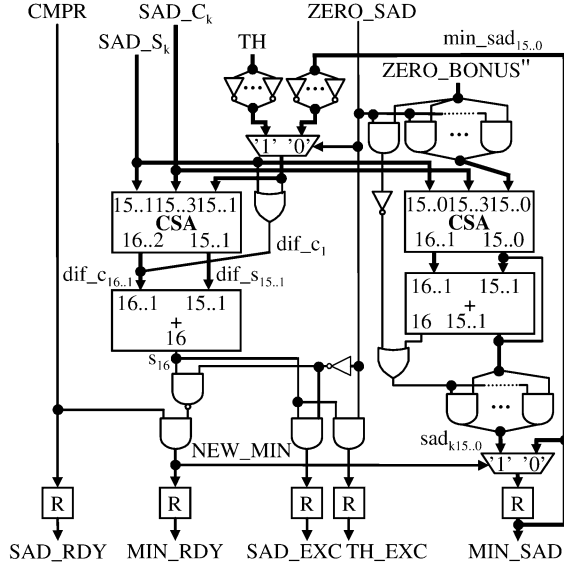 CMPR SAD_Cₖ ZERO_SAD
SAD_Sₖ TH min_sad₁₅..₀
ZERO_BONUS"
... ...
...
'1' '0'
15..1 15..3 15..1 15..0 15..3 15..0
CSA CSA
16..2 15..1 16..1 15..0
dif_c₁
dif_c₁₆..₁ dif_s₁₅..₁
16..1 15..1 16..1 15..1
+ +
16 16 15..1
s₁₆
...
NEW_MIN sadₖ₁₅..₀
'1' '0'
R R R R R
SAD_RDY MIN_RDY SAD_EXC TH_EXC MIN_SAD